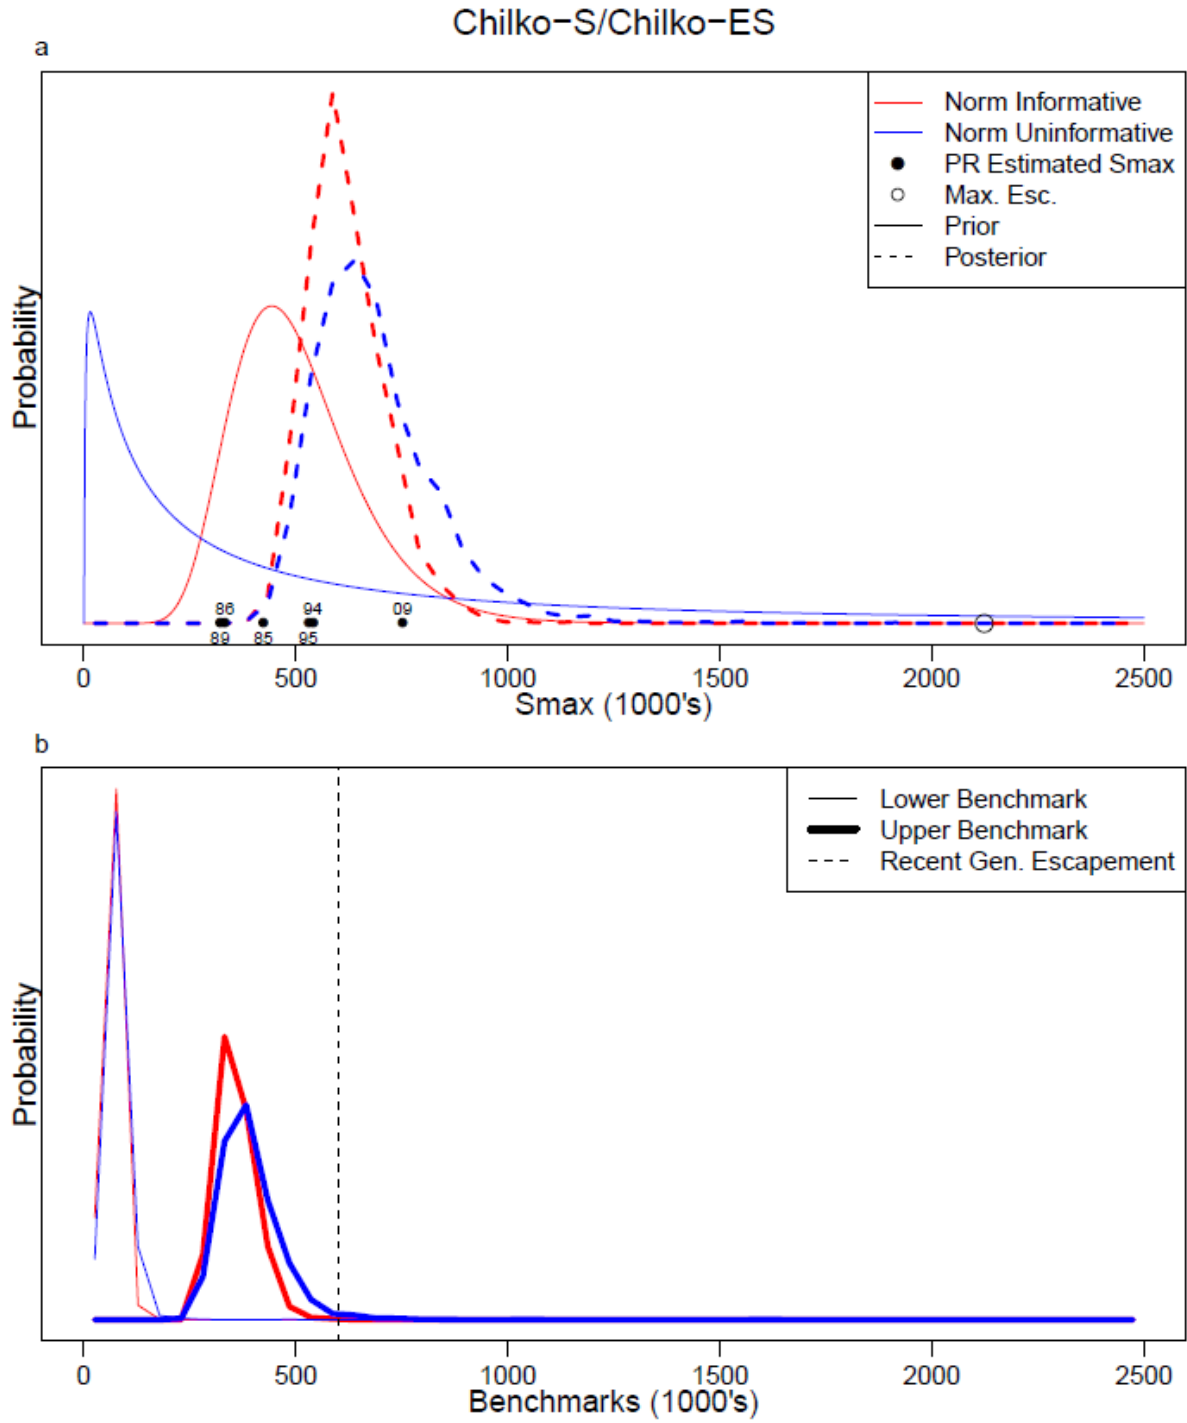 Chilko−S/Chilko−ES
a
Norm Informative
Norm Uninformative
PR Estimated Smax
Max. Esc.
Prior
Posterior
Probability
86 94 09
89 85 95
0 500 1000 1500 2000 2500
Smax (1000's)
b
Lower Benchmark
Upper Benchmark
Recent Gen. Escapement
Probability
0 500 1000 1500 2000 2500
Benchmarks (1000's)